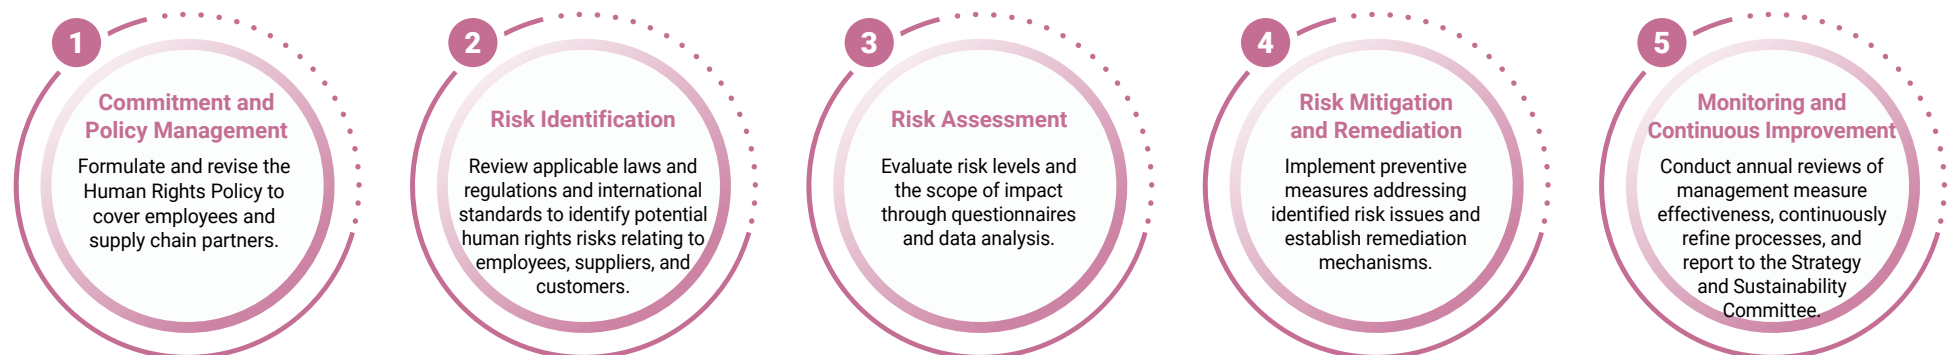 1
Commitment and
Policy Management
Formulate and revise the
Human Rights Policy to
cover employees and
supply chain partners.
2
Risk Identification
Review applicable laws and
regulations and international
standards to identify potential
human rights risks relating to
employees, suppliers, and
customers.
3
Risk Assessment
Evaluate risk levels and
the scope of impact
through questionnaires
and data analysis.
4
Risk Mitigation
and Remediation
Implement preventive
measures addressing
identified risk issues and
establish remediation
mechanisms.
5
Monitoring and
Continuous Improvement
Conduct annual reviews of
management measure
effectiveness, continuously
refine processes, and
report to the Strategy
and Sustainability
Committee.